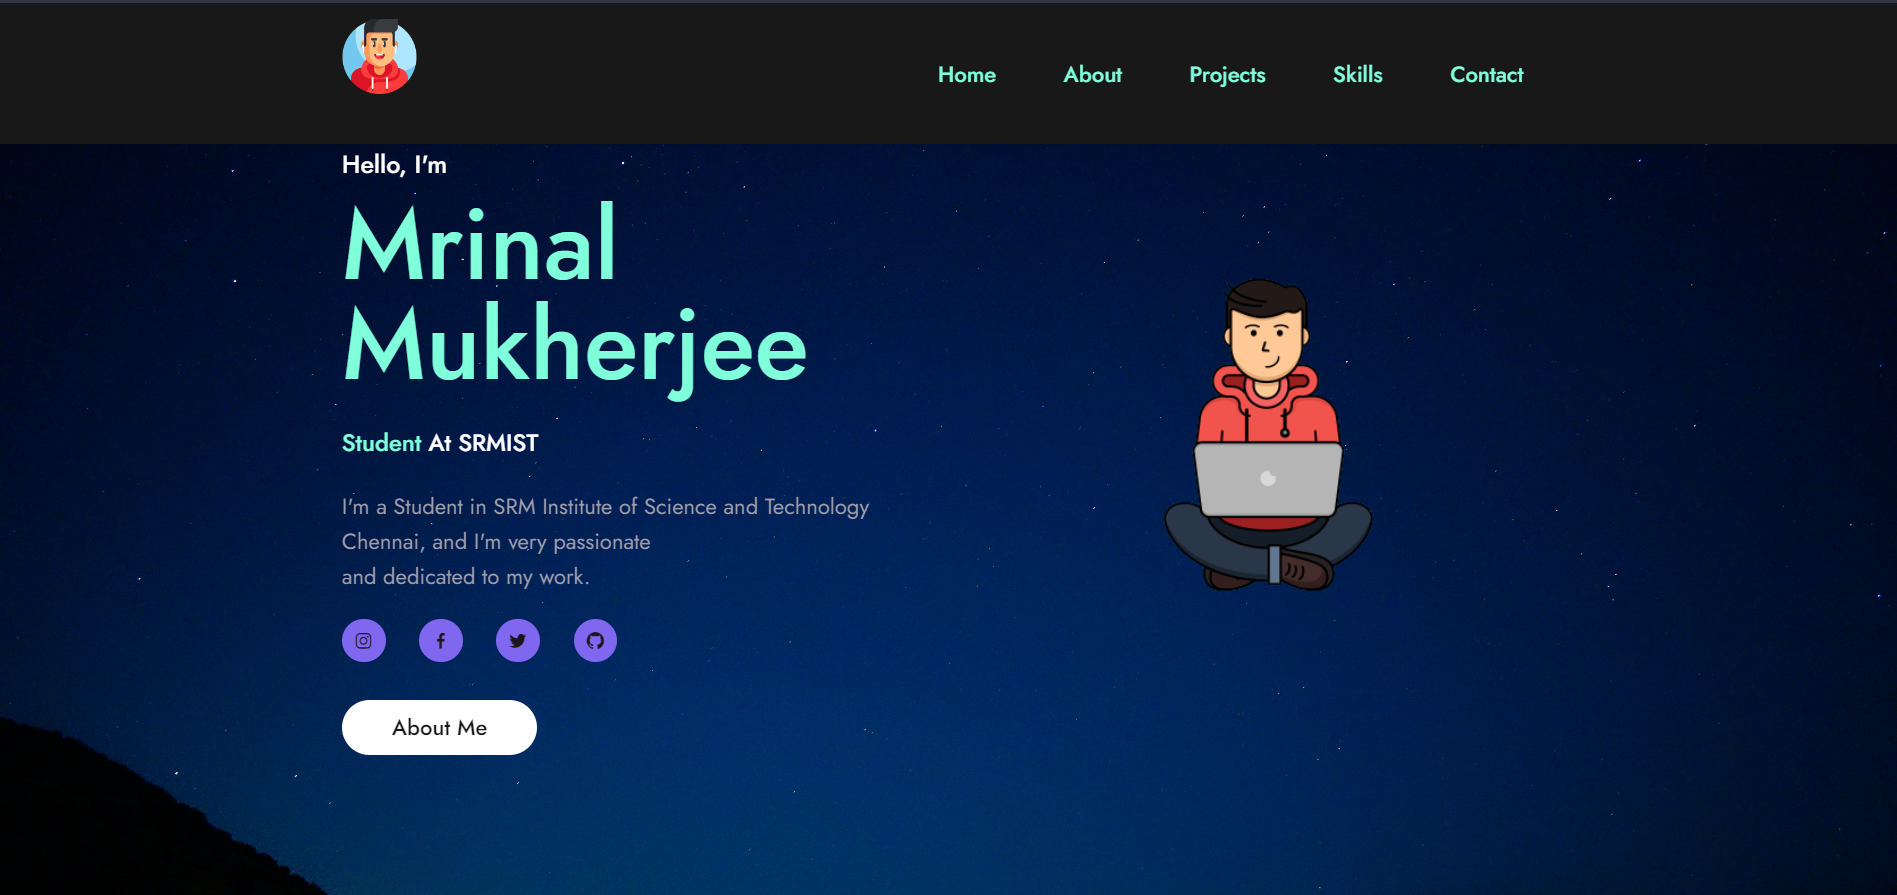 Home About Projects Skills Contact
Hello, I'm
Mrinal
Mukherjee
Student At SRMIST
I'm a Student in SRM Institute of Science and Technology
Chennai, and I'm very passionate
and dedicated to my work.
About Me